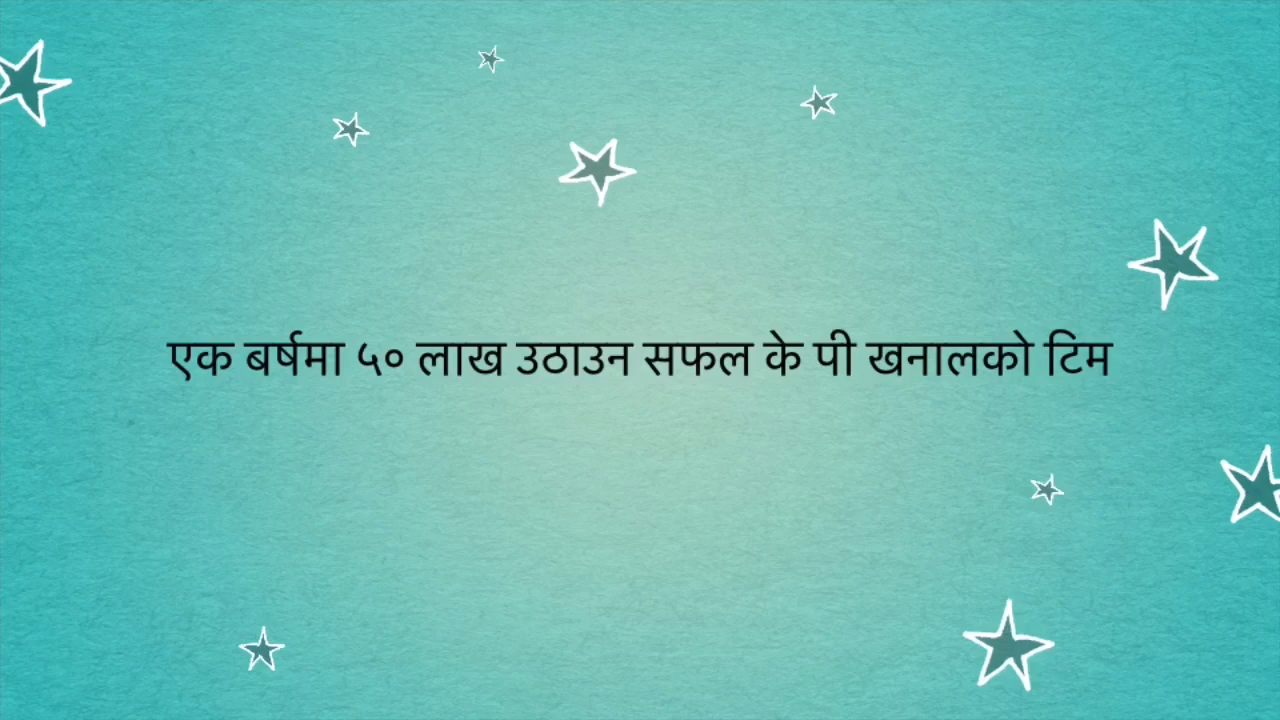 एक बर्षमा ५० लाख उठाउन सफल के पी खनालको टिम